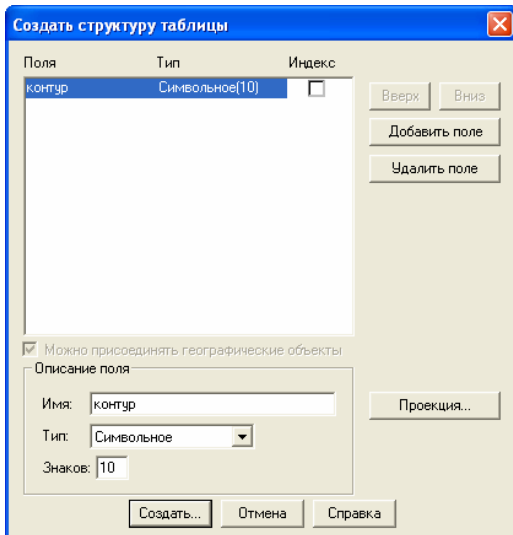 Создать структуру таблицы
Поля Тип Индекс
контур Символьное(10)
Вверх Вниз
Добавить поле
Удалить поле
Можно присоединять географические объекты
Описание поля
Имя: контур
Проекция...
Тип: Символьное
Знаков: 10
Создать... Отмена Справка